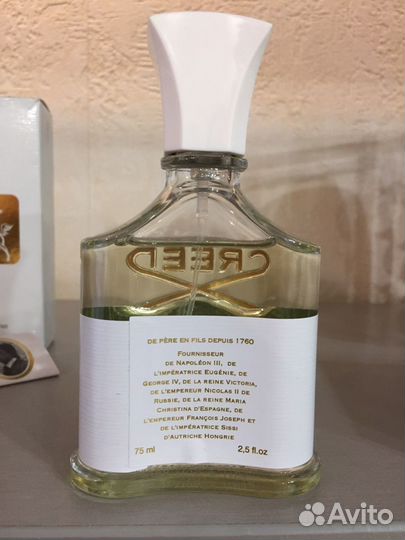 CREED
DE PÈRE EN FILS DEPUIS 1760
FOURNISSEUR
DE NAPOLÉON III, DE
L'IMPÉRATRICE EUGÉNIE, DE
GEORGE IV, DE LA REINE VICTORIA,
DE L'EMPEREUR NICOLAS II DE
RUSSIE, DE LA REINE MARIA
CHRISTINA D'ESPAGNE, DE
L'EMPEREUR FRANÇOIS JOSEPH ET
DE L'IMPÉRATRICE SISSI
D'AUTRICHE HONGRIE
75 ml 2,5 fl.oz
Avito